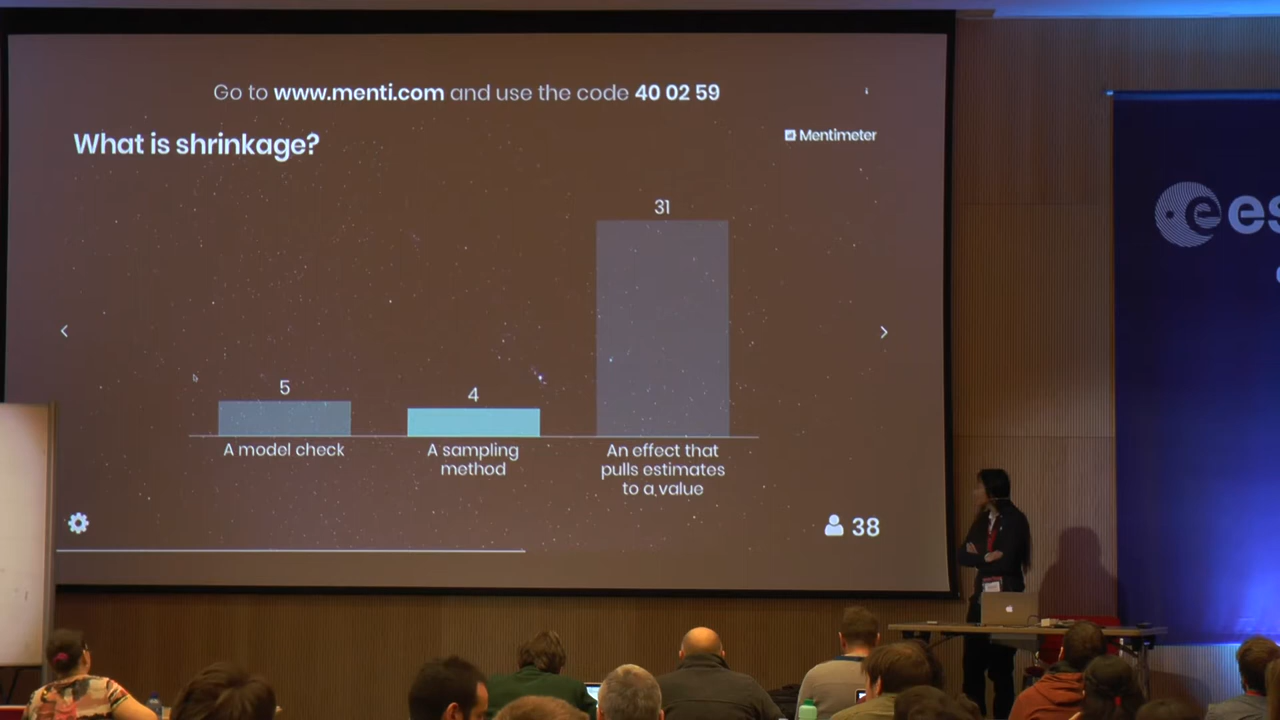 Go to www.menti.com and use the code 40 02 59
What is shrinkage?
Mentimeter
31
5
4
A model check
A sampling
method
An effect that
pulls estimates
to a value
38